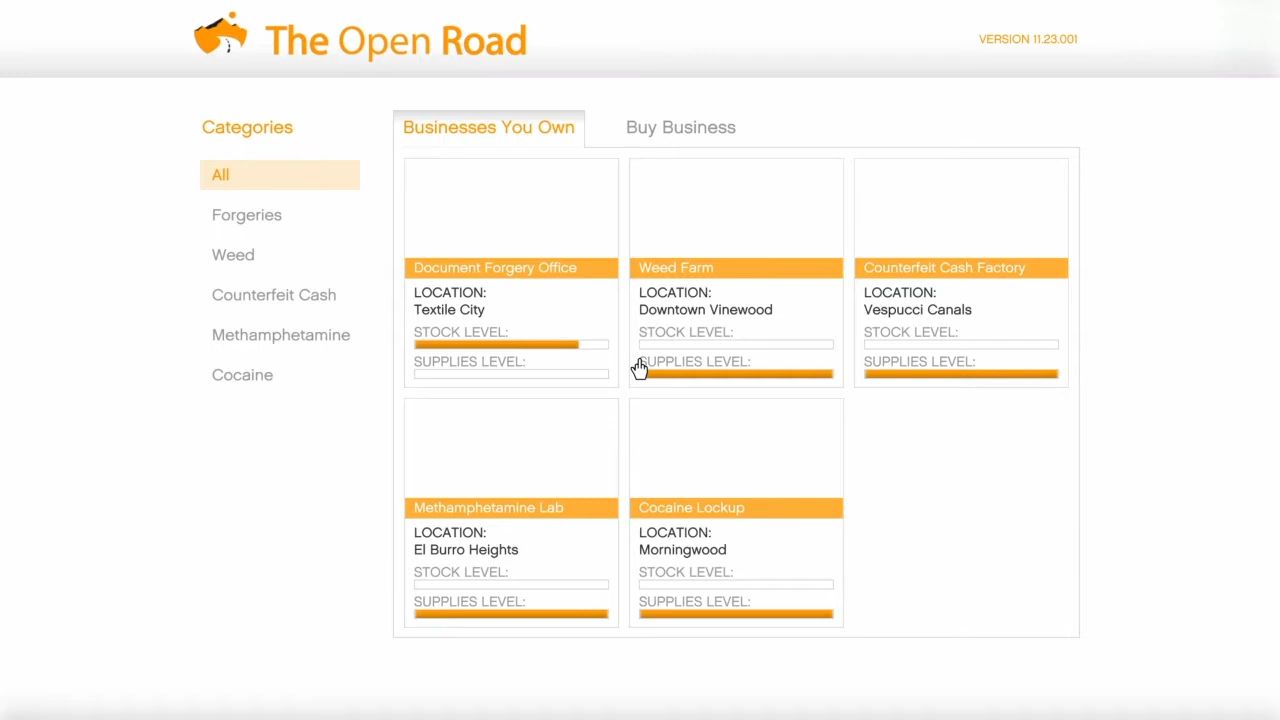 The Open Road
VERSION 11.23.001
Categories
All
Forgeries
Weed
Counterfeit Cash
Methamphetamine
Cocaine
Businesses You Own
Buy Business
Document Forgery Office
LOCATION:
Textile City
STOCK LEVEL:
SUPPLIES LEVEL:
Weed Farm
LOCATION:
Downtown Vinewood
STOCK LEVEL:
SUPPLIES LEVEL:
Counterfeit Cash Factory
LOCATION:
Vespucci Canals
STOCK LEVEL:
SUPPLIES LEVEL:
Methamphetamine Lab
LOCATION:
El Burro Heights
STOCK LEVEL:
SUPPLIES LEVEL:
Cocaine Lockup
LOCATION:
Morningwood
STOCK LEVEL:
SUPPLIES LEVEL: